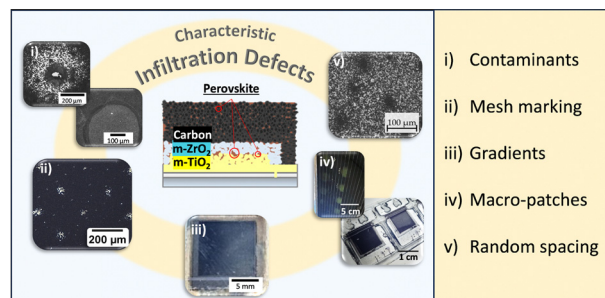 Characteristic
Infiltration Defects
i)
200 µm
100 µm
ii)
200 µm
iii)
5 mm
iv)
5 cm
1 cm
v)
100 µm
Perovskite
Carbon
m-ZrO₂
m-TiO₂
i) Contaminants
ii) Mesh marking
iii) Gradients
iv) Macro-patches
v) Random spacing